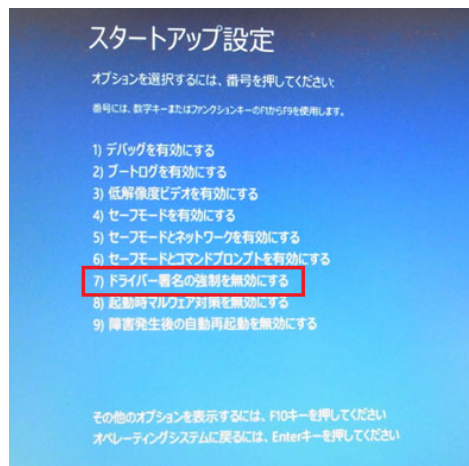 スタートアップ設定
オプションを選択するには、番号を押してください:
番号には、数字キーまたはファンクションキーのF1からF9を使用します。
1) デバッグを有効にする
2) ブートログを有効にする
3) 低解像度ビデオを有効にする
4) セーフモードを有効にする
5) セーフモードとネットワークを有効にする
6) セーフモードとコマンドプロンプトを有効にする
7) ドライバー署名の強制を無効にする
8) 起動時マルウェア対策を無効にする
9) 障害発生後の自動再起動を無効にする
その他のオプションを表示するには、F10キーを押してください
オペレーティングシステムに戻るには、Enterキーを押してください